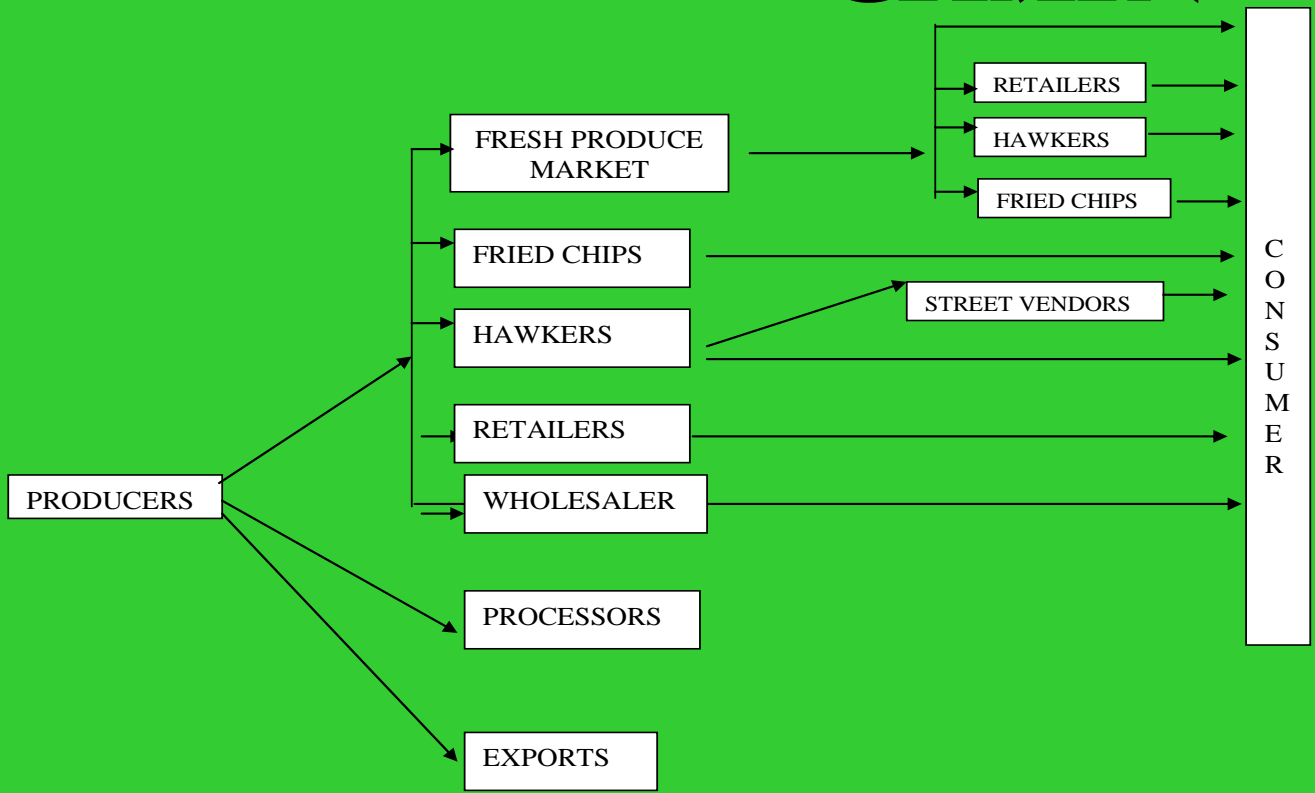 RETAILERS
FRESH PRODUCE
MARKET
HAWKERS
FRIED CHIPS
FRIED CHIPS
STREET VENDORS
HAWKERS
RETAILERS
PRODUCERS
WHOLESALER
PROCESSORS
EXPORTS
C
O
N
S
U
M
E
R